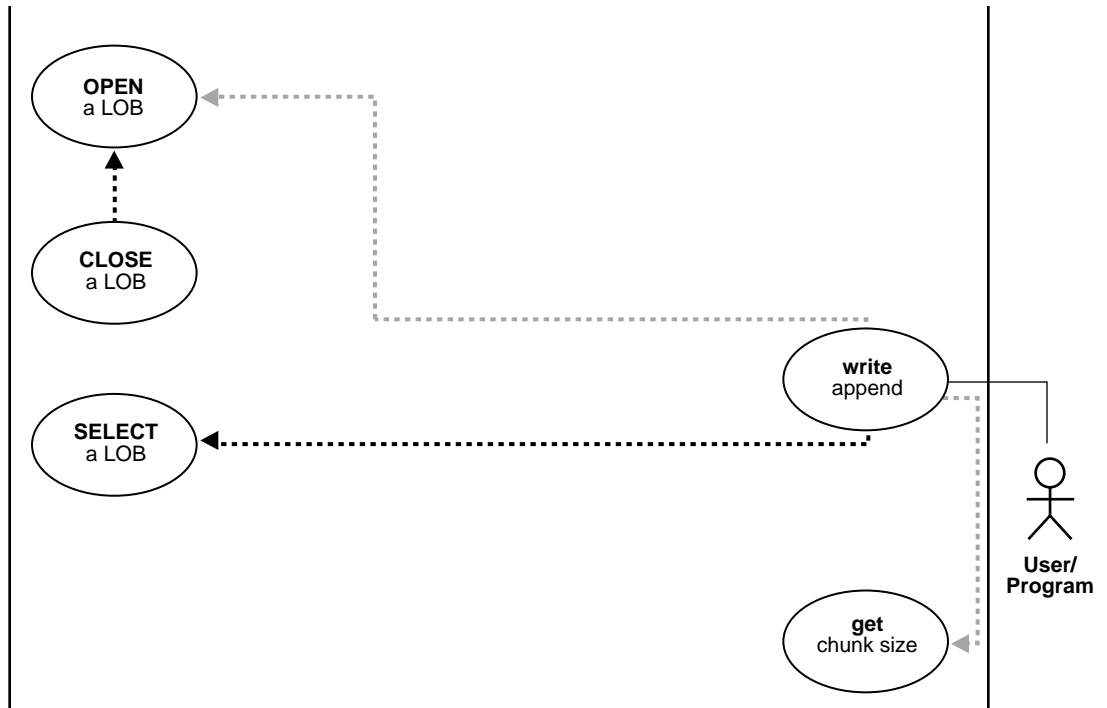 OPEN
a LOB
CLOSE
a LOB
write
append
SELECT
a LOB
User/
Program
get
chunk size